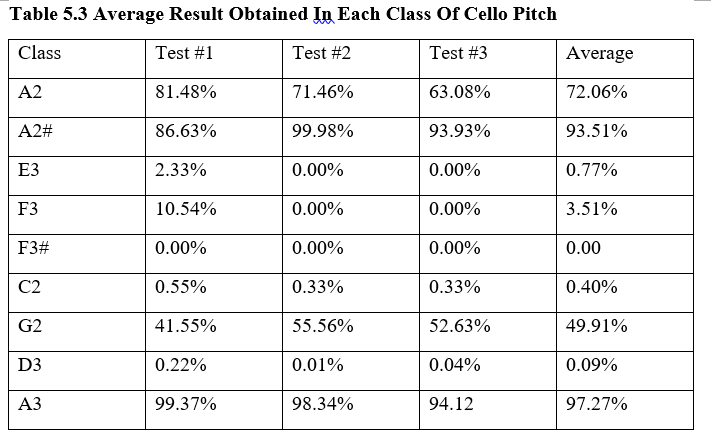 Table 5.3 Average Result Obtained In Each Class Of Cello Pitch
Class Test #1 Test #2 Test #3 Average
A2 81.48% 71.46% 63.08% 72.06%
A2# 86.63% 99.98% 93.93% 93.51%
E3 2.33% 0.00% 0.00% 0.77%
F3 10.54% 0.00% 0.00% 3.51%
F3# 0.00% 0.00% 0.00% 0.00
C2 0.55% 0.33% 0.33% 0.40%
G2 41.55% 55.56% 52.63% 49.91%
D3 0.22% 0.01% 0.04% 0.09%
A3 99.37% 98.34% 94.12 97.27%